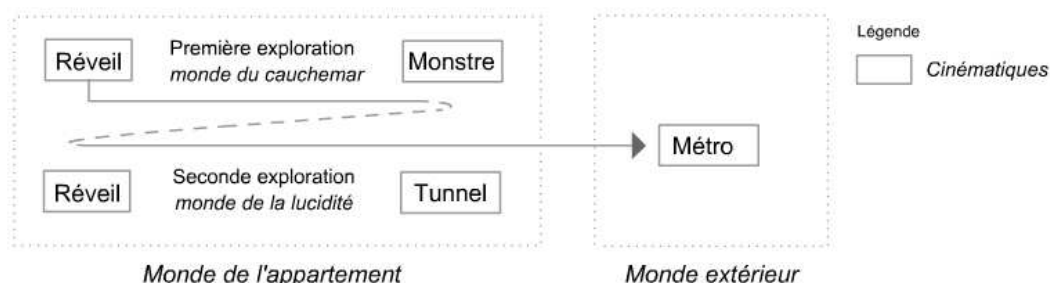 Réveil
Première exploration
monde du cauchemar
Monstre
Légende
Cinématiques
Métro
Réveil
Seconde exploration
monde de la lucidité
Tunnel
Monde de l'appartement
Monde extérieur